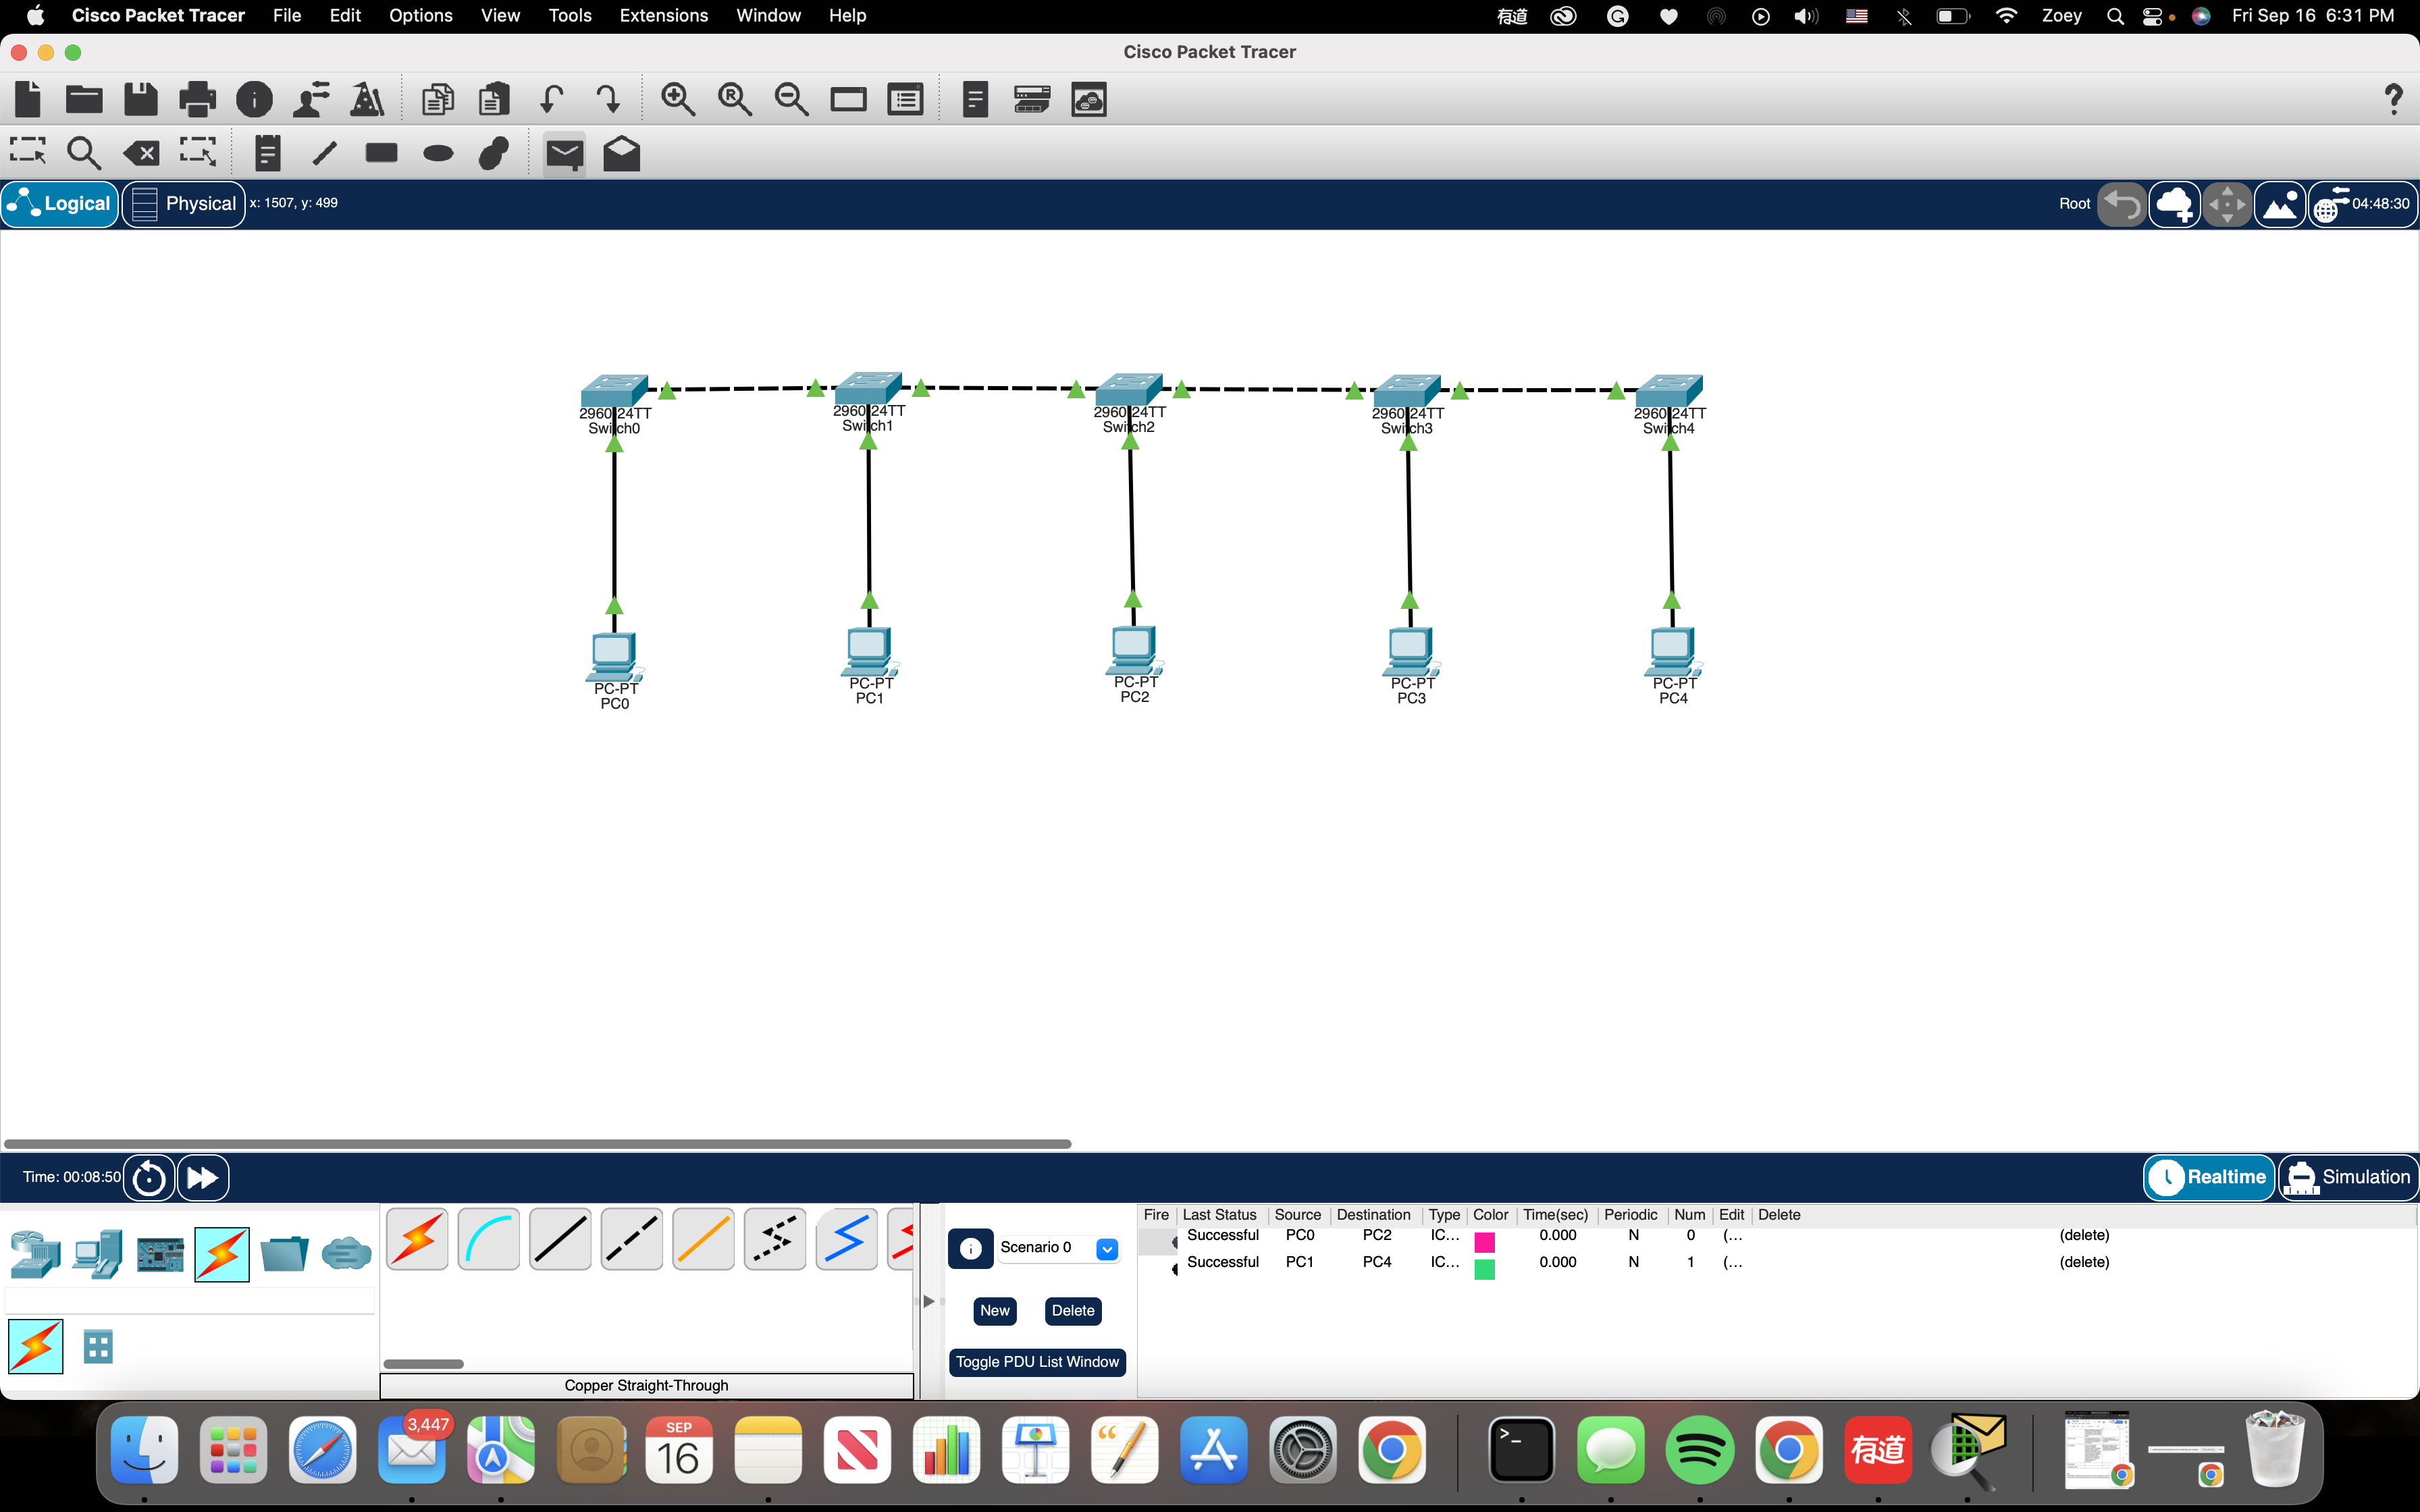 Cisco Packet Tracer File Edit Options View Tools Extensions Window Help 有道 Zoey Fri Sep 16 6:31 PM
Cisco Packet Tracer
Logical Physical x: 1507, y: 499 Root 04:48:30
2960-24TT
Switch0
2960-24TT
Switch1
2960-24TT
Switch2
2960-24TT
Switch3
2960-24TT
Switch4
PC-PT
PC0
PC-PT
PC1
PC-PT
PC2
PC-PT
PC3
PC-PT
PC4
Time: 00:08:50 Realtime Simulation
Scenario 0
New Delete
Toggle PDU List Window
Fire Last Status Source Destination Type Color Time(sec) Periodic Num Edit Delete
Successful PC0 PC2 IC... 0.000 N 0 (... (delete)
Successful PC1 PC4 IC... 0.000 N 1 (... (delete)
Copper Straight-Through
3,447
SEP
16
有道